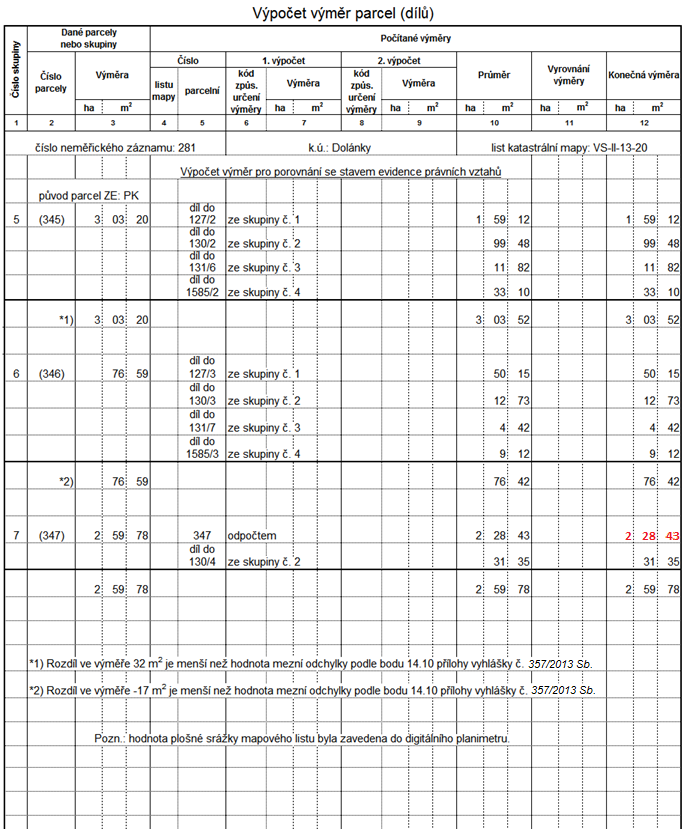 Výpočet výměr parcel (dílů)
Číslo skupiny
Dané parcely nebo skupiny
Počítané výměry
Číslo parcely
Výměra
Číslo
1. výpočet
2. výpočet
Průměr
Vyrovnání výměry
Konečná výměra
listu mapy
parcelní
kód způs. určení výměry
Výměra
kód způs. určení výměry
Výměra
ha m² ha m² ha m² ha m² ha m² ha m²
1 2 3 4 5 6 7 8 9 10 11 12
číslo neměřického záznamu: 281 k.ú.: Dolánky list katastrální mapy: VS-II-13-20
Výpočet výměr pro porovnání se stavem evidence právních vztahů
původ parcel ZE: PK
díl do
5 (345) 3 03 20 127/2 ze skupiny č. 1 1 59 12 1 59 12
díl do
130/2 ze skupiny č. 2 99 48 99 48
díl do
131/6 ze skupiny č. 3 11 82 11 82
díl do
1585/2 ze skupiny č. 4 33 10 33 10
*1) 3 03 20 3 03 52 3 03 52
díl do
6 (346) 76 59 127/3 ze skupiny č. 1 50 15 50 15
díl do
130/3 ze skupiny č. 2 12 73 12 73
díl do
131/7 ze skupiny č. 3 4 42 4 42
díl do
1585/3 ze skupiny č. 4 9 12 9 12
*2) 76 59 76 42 76 42
7 (347) 2 59 78 347 odpočtem 2 28 43 2 28 43
díl do
130/4 ze skupiny č. 2 31 35 31 35
2 59 78 2 59 78 2 59 78
*1) Rozdíl ve výměře 32 m² je menší než hodnota mezní odchylky podle bodu 14.10 přílohy vyhlášky č. 357/2013 Sb.
*2) Rozdíl ve výměře -17 m² je menší než hodnota mezní odchylky podle bodu 14.10 přílohy vyhlášky č. 357/2013 Sb.
Pozn.: hodnota plošné srážky mapového listu byla zavedena do digitálního planimetru.